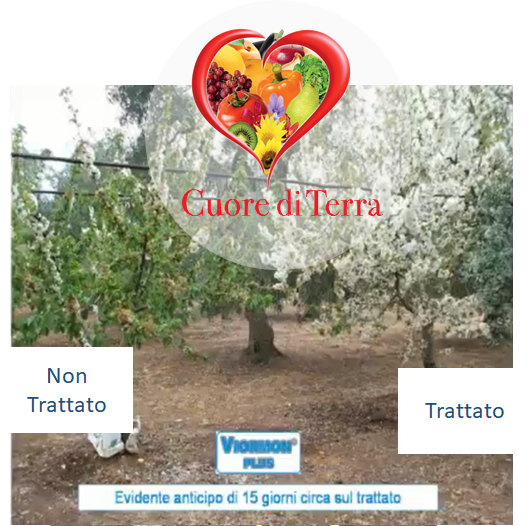 Cuore di Terra
Non
Trattato
Trattato
VIORMON®
PLUS
Evidente anticipo di 15 giorni circa sul trattato